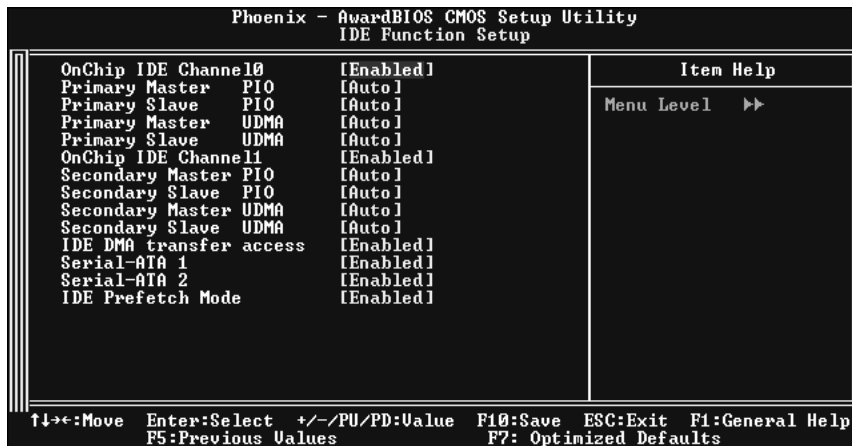 Phoenix - AwardBIOS CMOS Setup Utility
IDE Function Setup
OnChip IDE Channel0 [Enabled]
Primary Master PIO [Auto]
Primary Slave PIO [Auto]
Primary Master UDMA [Auto]
Primary Slave UDMA [Auto]
OnChip IDE Channel1 [Enabled]
Secondary Master PIO [Auto]
Secondary Slave PIO [Auto]
Secondary Master UDMA [Auto]
Secondary Slave UDMA [Auto]
IDE DMA transfer access [Enabled]
Serial-ATA 1 [Enabled]
Serial-ATA 2 [Enabled]
IDE Prefetch Mode [Enabled]
Item Help
Menu Level ►►
↑↓→←:Move Enter:Select +/-/PU/PD:Value F10:Save ESC:Exit F1:General Help
F5:Previous Values F7: Optimized Defaults